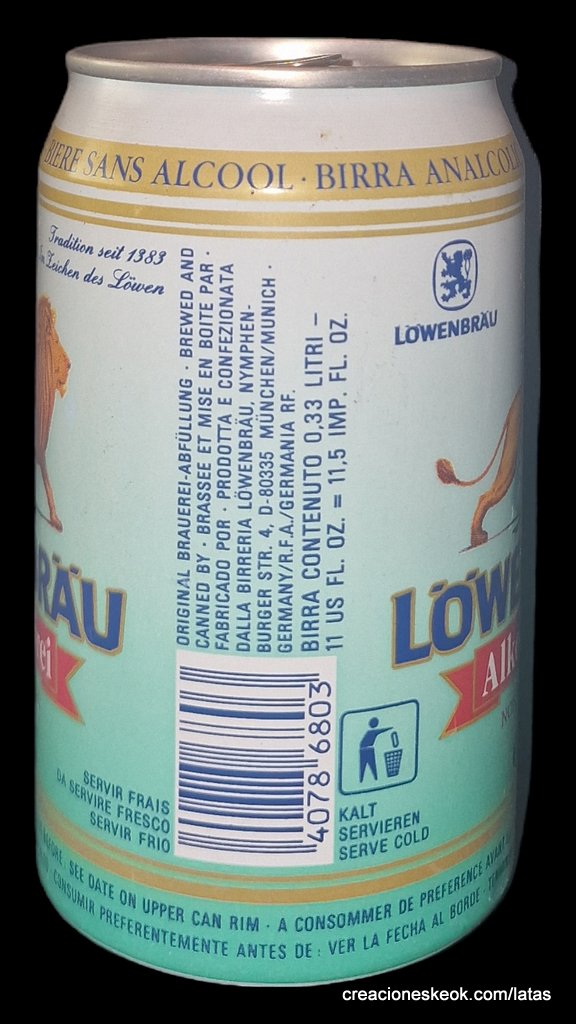 BIERE SANS ALCOOL · BIRRA ANALCOLI
Tradition seit 1383
Im Zeichen des Löwen
ORIGINAL BRAUEREI-ABFÜLLUNG · BREWED AND
CANNED BY · BRASSEE ET MISE EN BOITE PAR ·
FABRICADO POR · PRODOTTA E CONFEZIONATA
DALLA BIRRERIA LÖWENBRÄU, NYMPHEN-
BURGER STR. 4, D-80335 MÜNCHEN/MUNICH ·
GERMANY/R.F.A./GERMANIA RF.
BIRRA CONTENUTO 0,33 LITRI –
11 US FL. OZ. = 11,5 IMP. FL. OZ.
LÖWENBRÄU
RÄU
ei
LÖWE
Alk
4078 6803
SERVIR FRAIS
DA SERVIRE FRESCO
SERVIR FRIO
KALT
SERVIEREN
SERVE COLD
SEE DATE ON UPPER CAN RIM · A CONSOMMER DE PREFERENCE AVANT
CONSUMIR PREFERENTEMENTE ANTES DE: VER LA FECHA AL BORDE ·
creacioneskeok.com/latas